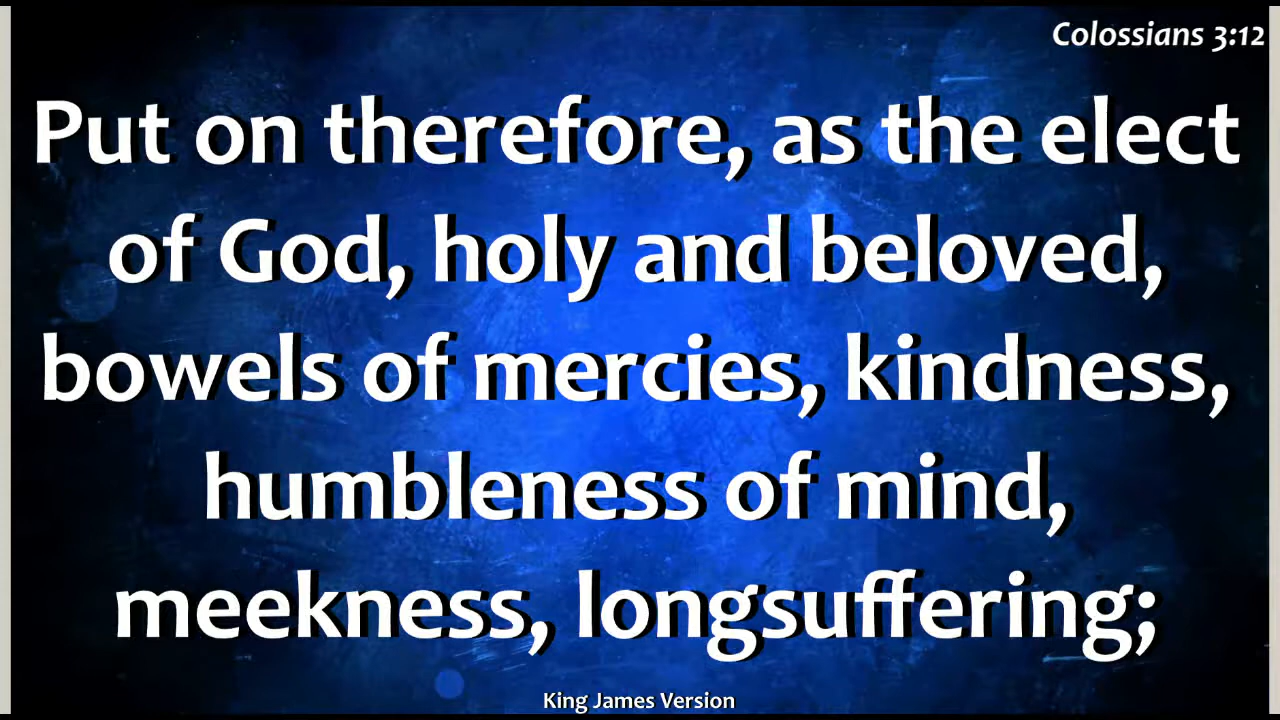 Colossians 3:12
Put on therefore, as the elect
of God, holy and beloved,
bowels of mercies, kindness,
humbleness of mind,
meekness, longsuffering;
King James Version